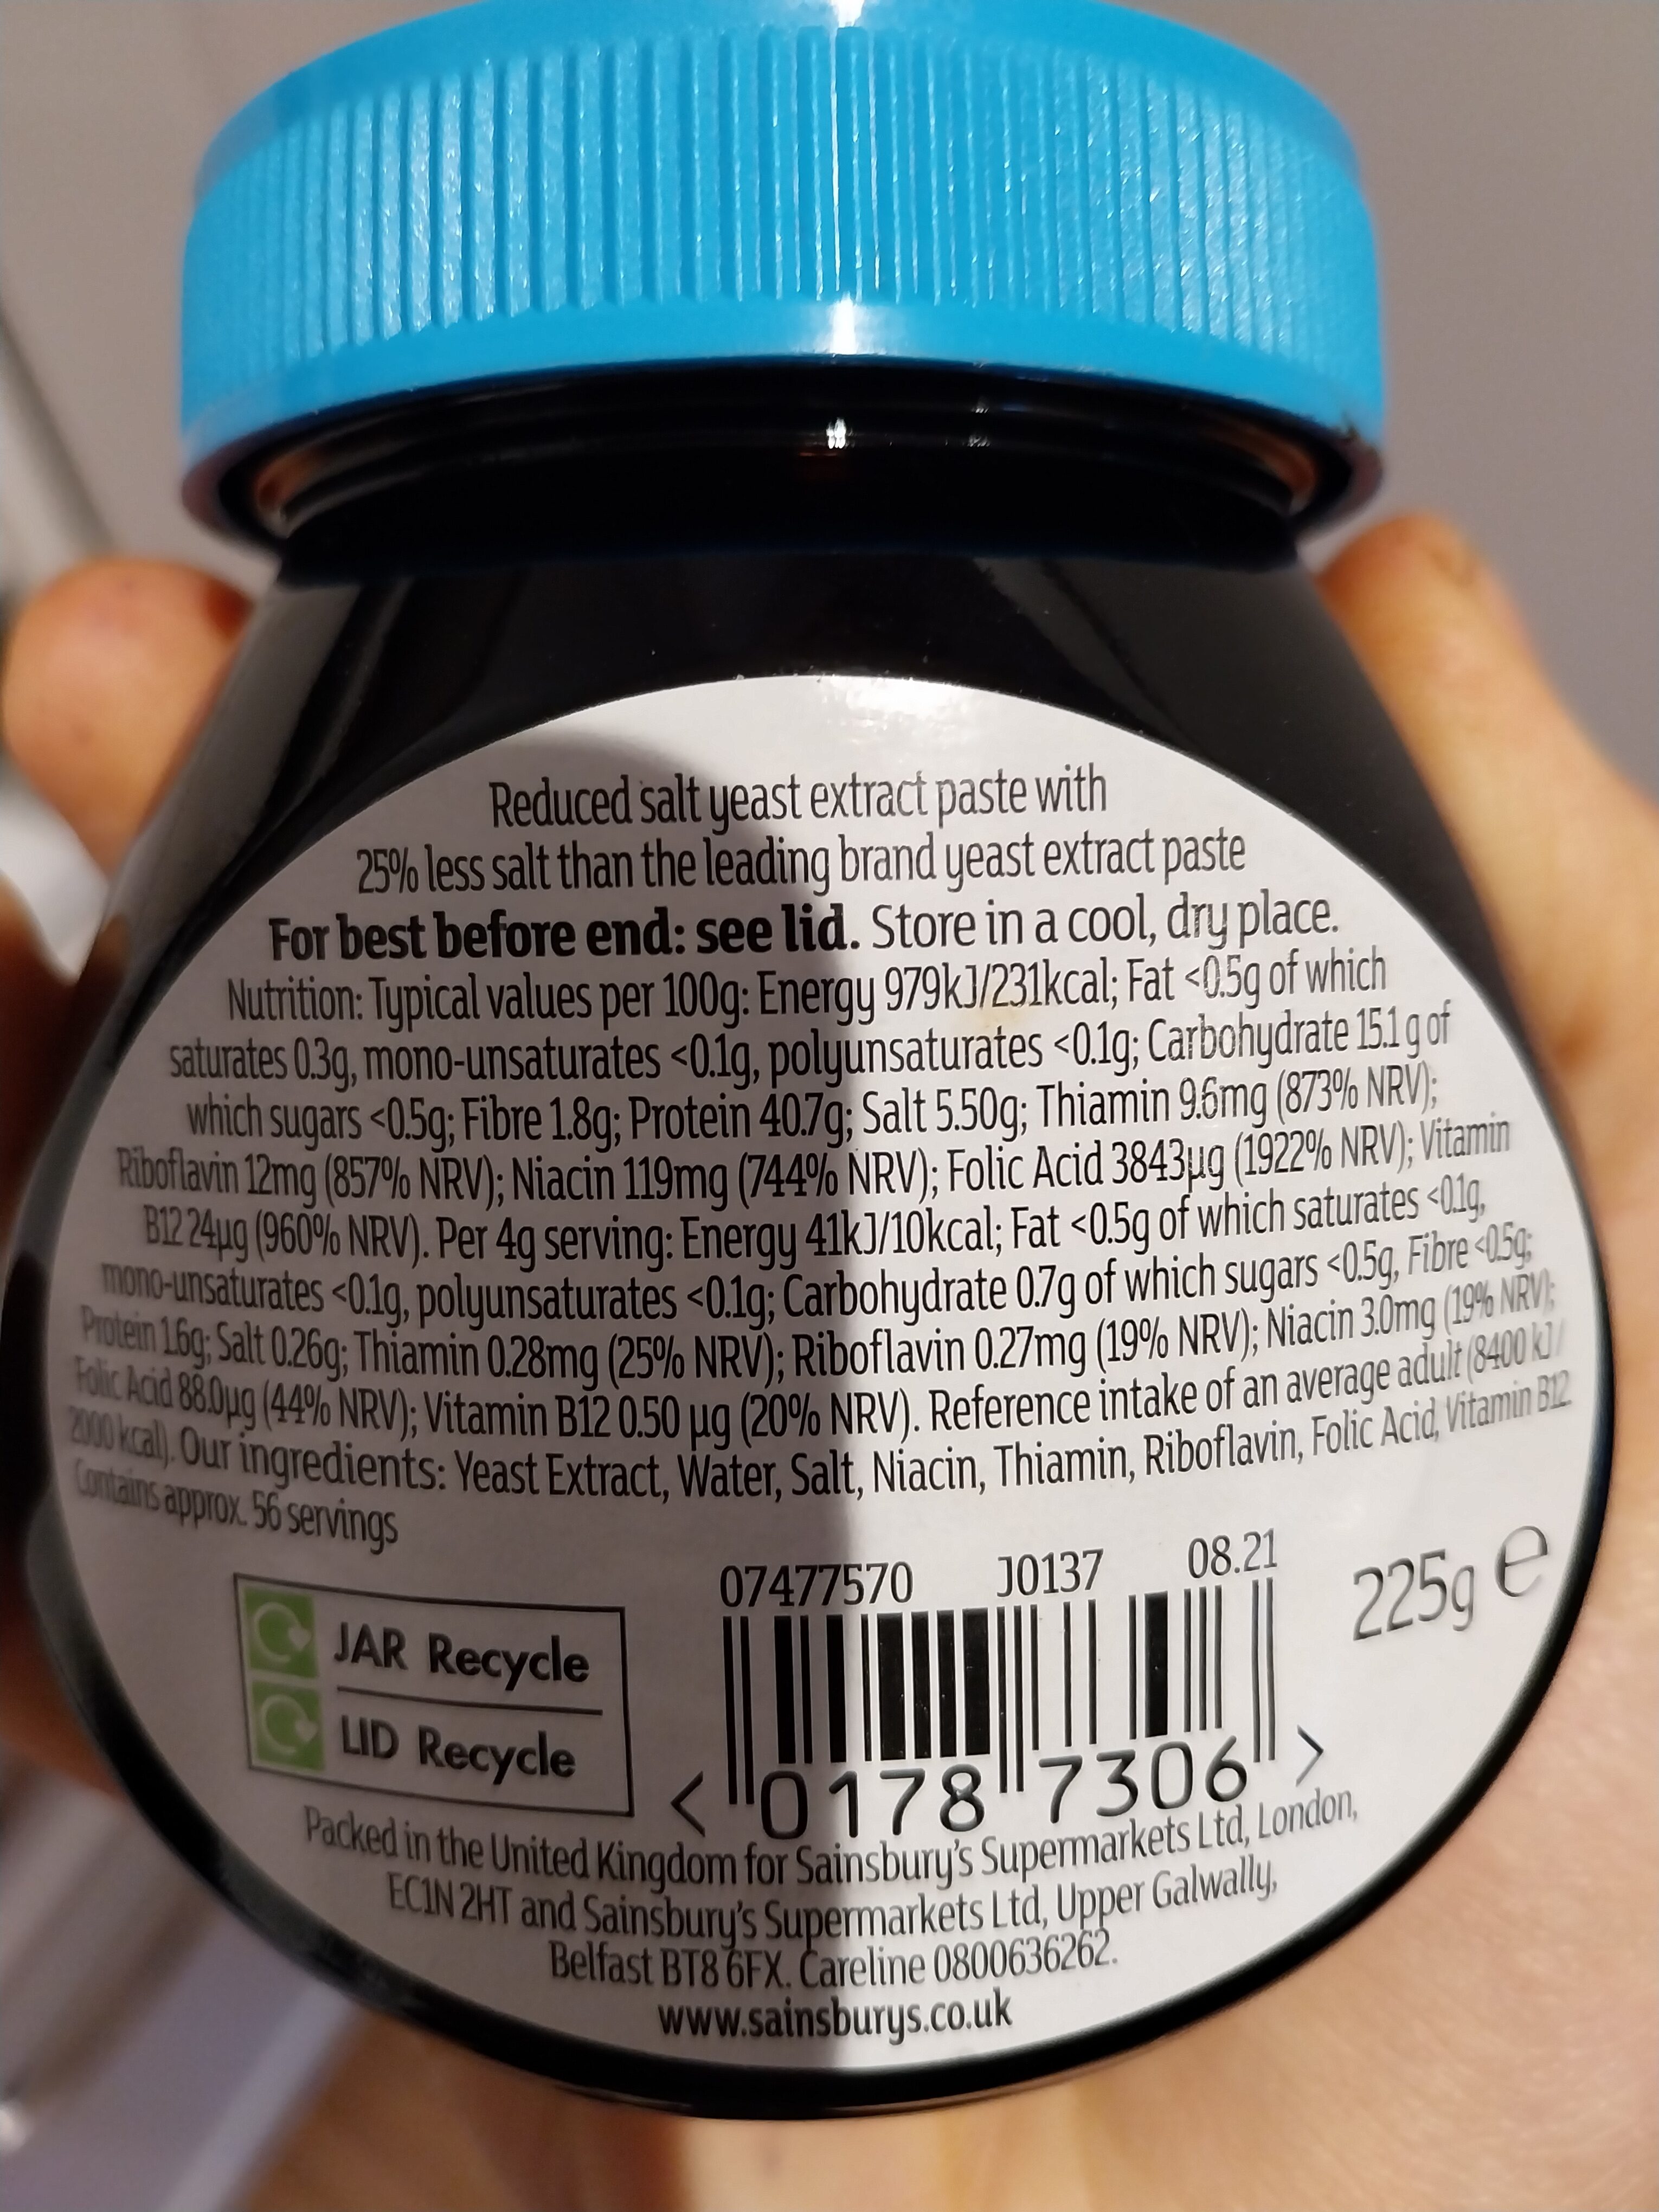 Reduced salt yeast extract paste with
25% less salt than the leading brand yeast extract paste
For best before end: see lid. Store in a cool, dry place.
Nutrition: Typical values per 100g: Energy 979kJ/231kcal; Fat <0.5g of which
saturates 0.3g, mono-unsaturates <0.1g, polyunsaturates <0.1g; Carbohydrate 15.1 g of
which sugars <0.5g; Fibre 1.8g; Protein 40.7g; Salt 5.50g; Thiamin 9.6mg (873% NRV);
Riboflavin 12mg (857% NRV); Niacin 119mg (744% NRV); Folic Acid 3843µg (1922% NRV); Vitamin
B12 24µg (960% NRV). Per 4g serving: Energy 41kJ/10kcal; Fat <0.5g of which saturates <0.1g,
mono-unsaturates <0.1g, polyunsaturates <0.1g; Carbohydrate 0.7g of which sugars <0.5g, Fibre <0.5g;
Protein 1.6g; Salt 0.26g; Thiamin 0.28mg (25% NRV); Riboflavin 0.27mg (19% NRV); Niacin 3.0mg (19% NRV);
Folic Acid 88.0µg (44% NRV); Vitamin B12 0.50 µg (20% NRV). Reference intake of an average adult (8400 kJ/
2000 kcal). Our ingredients: Yeast Extract, Water, Salt, Niacin, Thiamin, Riboflavin, Folic Acid, Vitamin B12.
Contains approx. 56 servings
07477570 J0137 08.21
225g e
JAR Recycle
LID Recycle
< 0178 7306 >
Packed in the United Kingdom for Sainsbury's Supermarkets Ltd, London,
EC1N 2HT and Sainsbury's Supermarkets Ltd, Upper Galwally,
Belfast BT8 6FX. Careline 0800636262.
www.sainsburys.co.uk